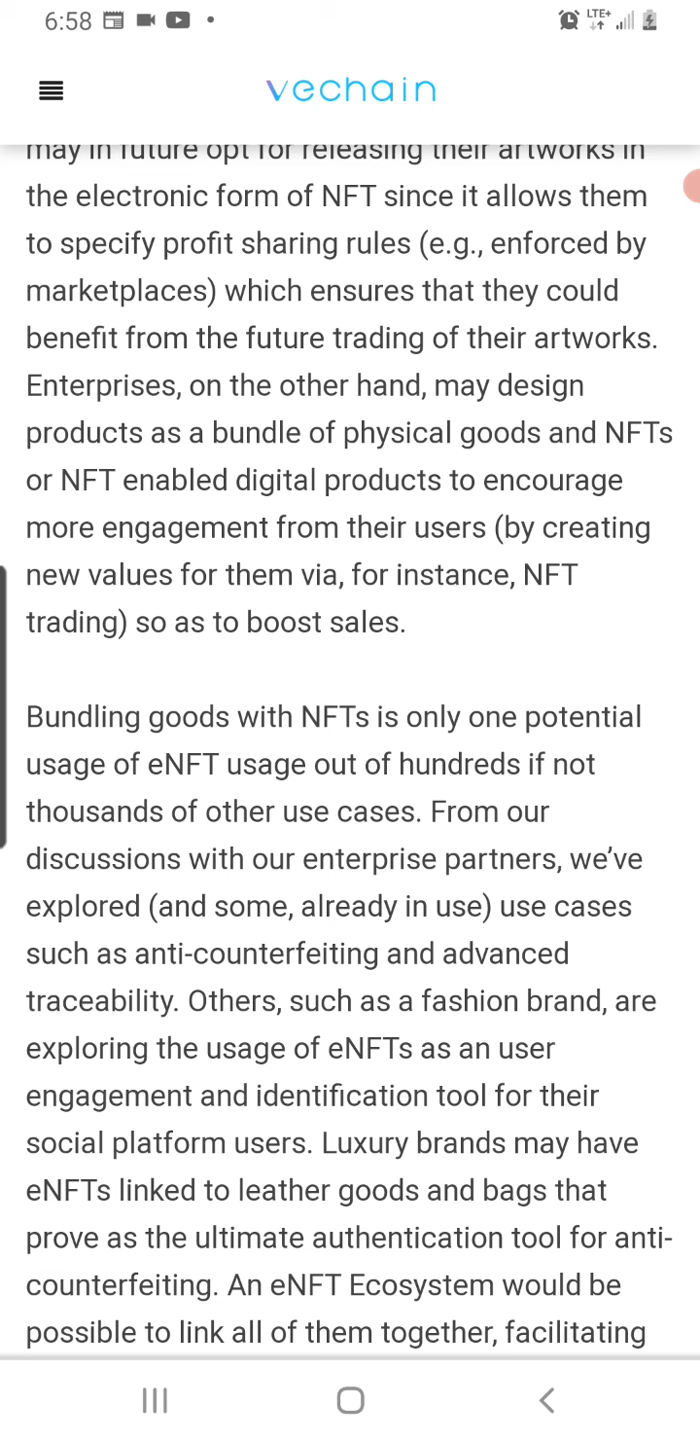 6:58
LTE+
vechain
may in future opt for releasing their artworks in
the electronic form of NFT since it allows them
to specify profit sharing rules (e.g., enforced by
marketplaces) which ensures that they could
benefit from the future trading of their artworks.
Enterprises, on the other hand, may design
products as a bundle of physical goods and NFTs
or NFT enabled digital products to encourage
more engagement from their users (by creating
new values for them via, for instance, NFT
trading) so as to boost sales.
Bundling goods with NFTs is only one potential
usage of eNFT usage out of hundreds if not
thousands of other use cases. From our
discussions with our enterprise partners, we’ve
explored (and some, already in use) use cases
such as anti-counterfeiting and advanced
traceability. Others, such as a fashion brand, are
exploring the usage of eNFTs as an user
engagement and identification tool for their
social platform users. Luxury brands may have
eNFTs linked to leather goods and bags that
prove as the ultimate authentication tool for anti-
counterfeiting. An eNFT Ecosystem would be
possible to link all of them together, facilitating